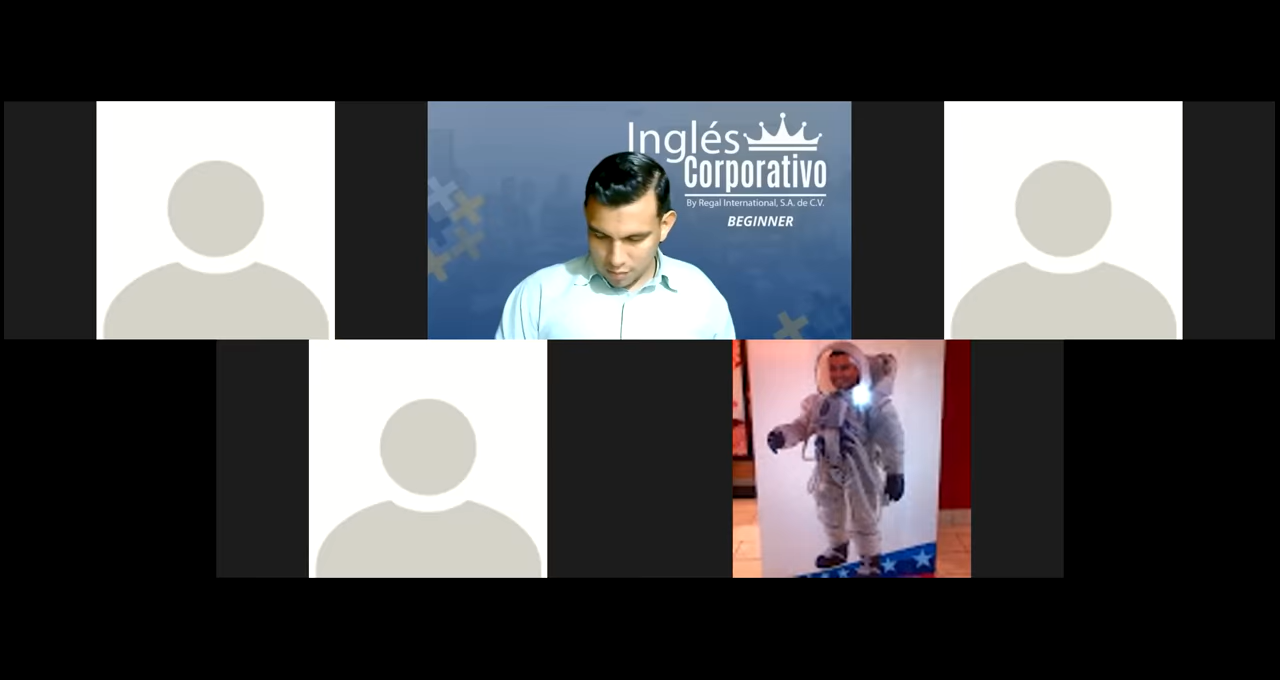 Inglés
Corporativo
By Regal International, S.A. de C.V.
BEGINNER